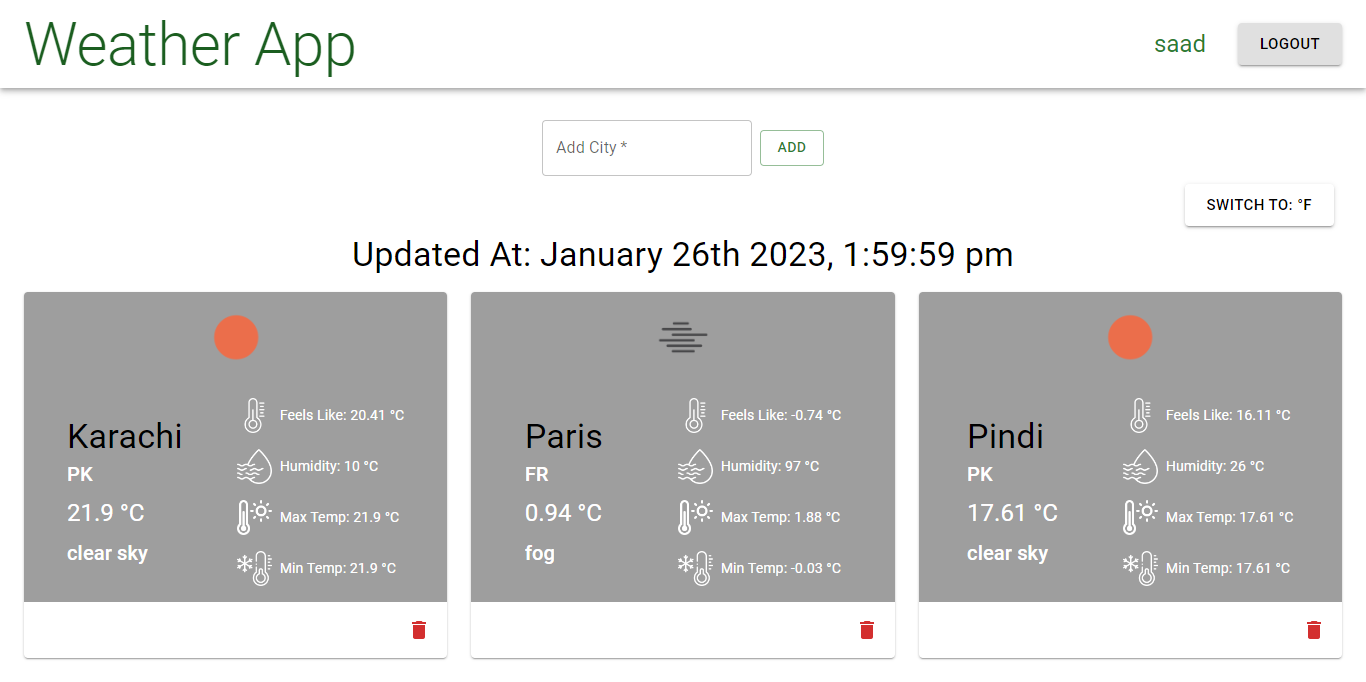 Weather App
saad
LOGOUT
Add City *
ADD
SWITCH TO: °F
Updated At: January 26th 2023, 1:59:59 pm
Karachi
PK
21.9 °C
clear sky
Feels Like: 20.41 °C
Humidity: 10 °C
Max Temp: 21.9 °C
Min Temp: 21.9 °C
Paris
FR
0.94 °C
fog
Feels Like: -0.74 °C
Humidity: 97 °C
Max Temp: 1.88 °C
Min Temp: -0.03 °C
Pindi
PK
17.61 °C
clear sky
Feels Like: 16.11 °C
Humidity: 26 °C
Max Temp: 17.61 °C
Min Temp: 17.61 °C